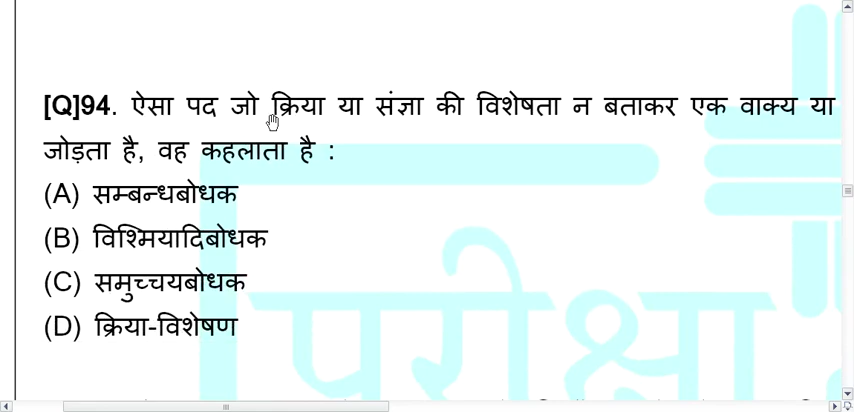 [Q]94. ऐसा पद जो क्रिया या संज्ञा की विशेषता न बताकर एक वाक्य या
जोड़ता है, वह कहलाता है :
(A) सम्बन्धबोधक
(B) विश्मियादिबोधक
(C) समुच्चयबोधक
(D) क्रिया-विशेषण
परीक्षा